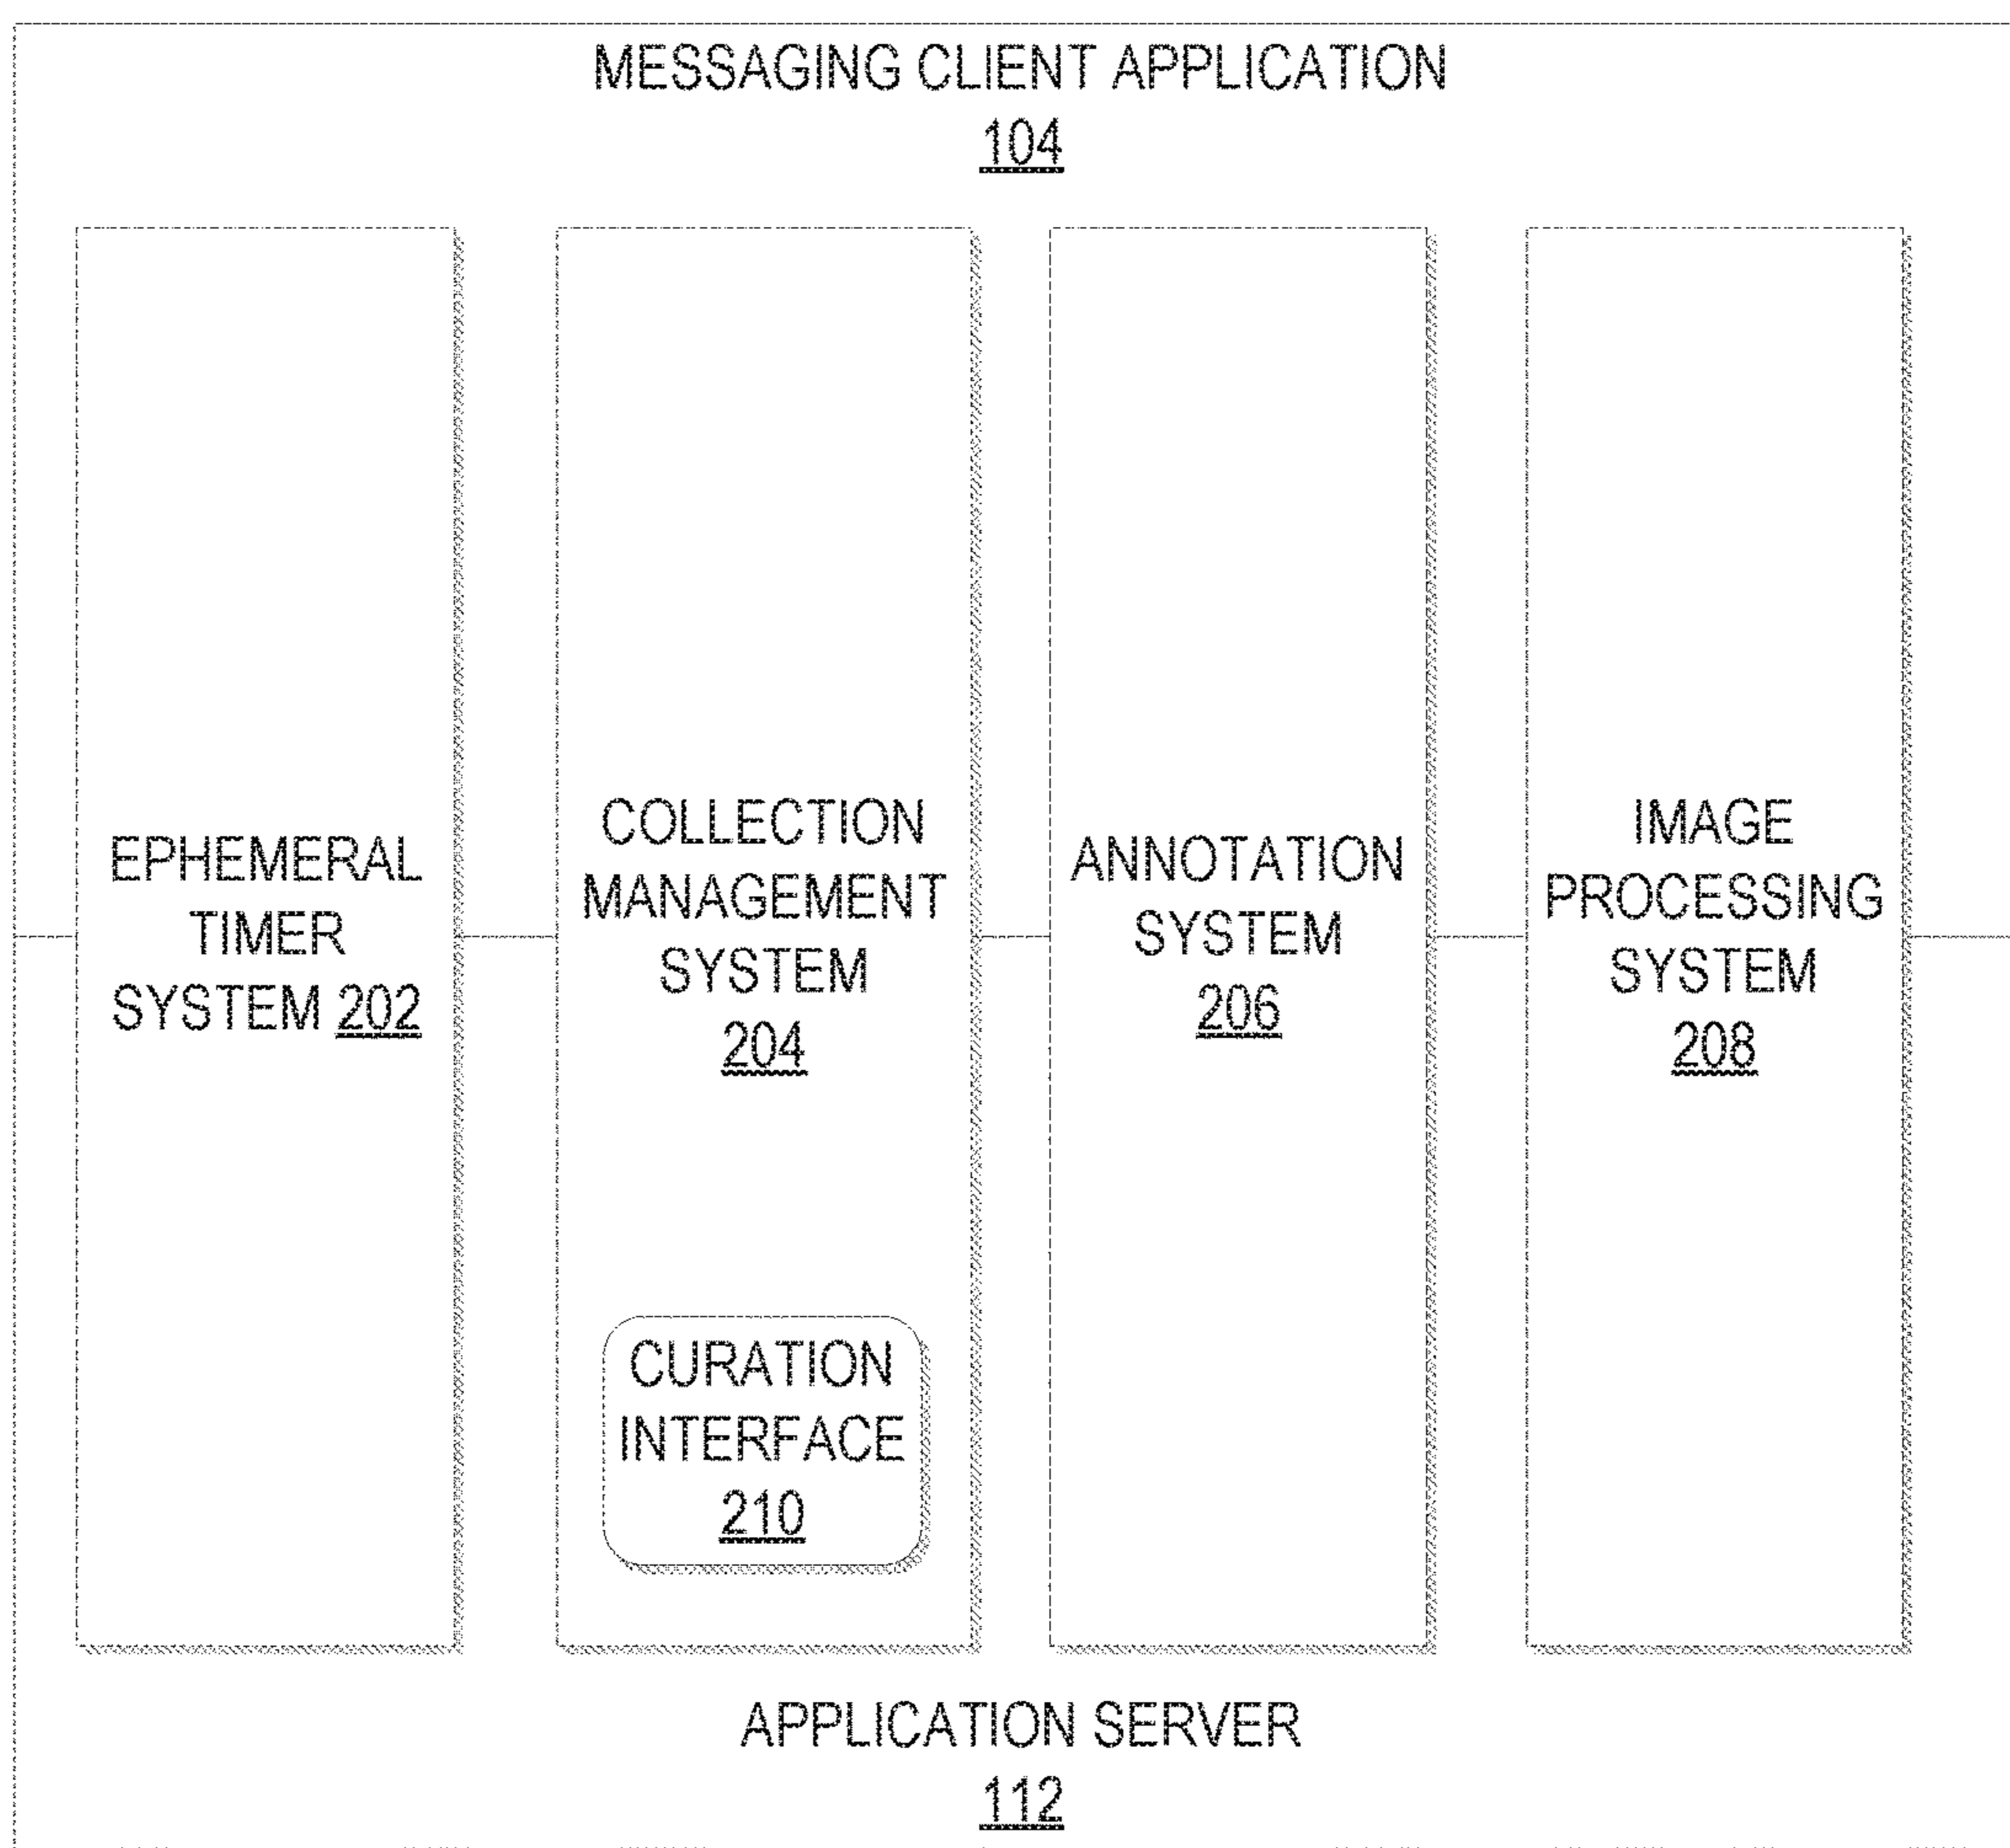 MESSAGING CLIENT APPLICATION
104
EPHEMERAL
TIMER
SYSTEM 202
COLLECTION
MANAGEMENT
SYSTEM
204
CURATION
INTERFACE
210
ANNOTATION
SYSTEM
206
IMAGE
PROCESSING
SYSTEM
208
APPLICATION SERVER
112